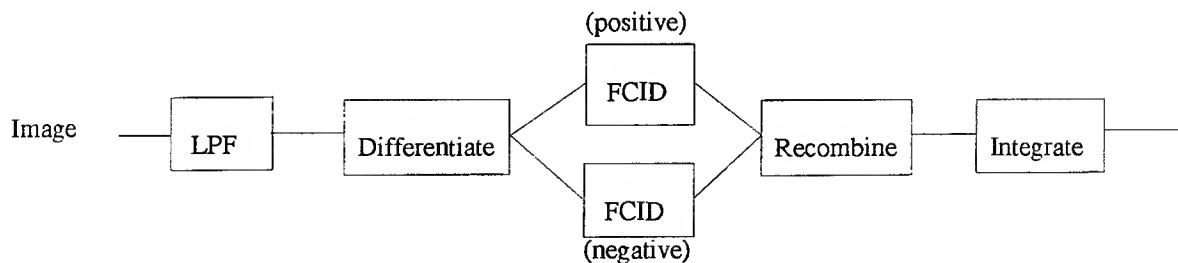 (positive)
FCID
Image
LPF
Differentiate
Recombine
Integrate
FCID
(negative)